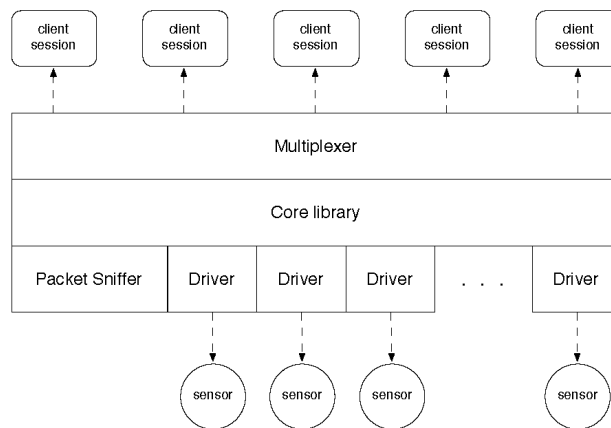 client session
client session
client session
client session
client session
Multiplexer
Core library
Packet Sniffer
Driver
Driver
Driver
. . .
Driver
sensor
sensor
sensor
sensor